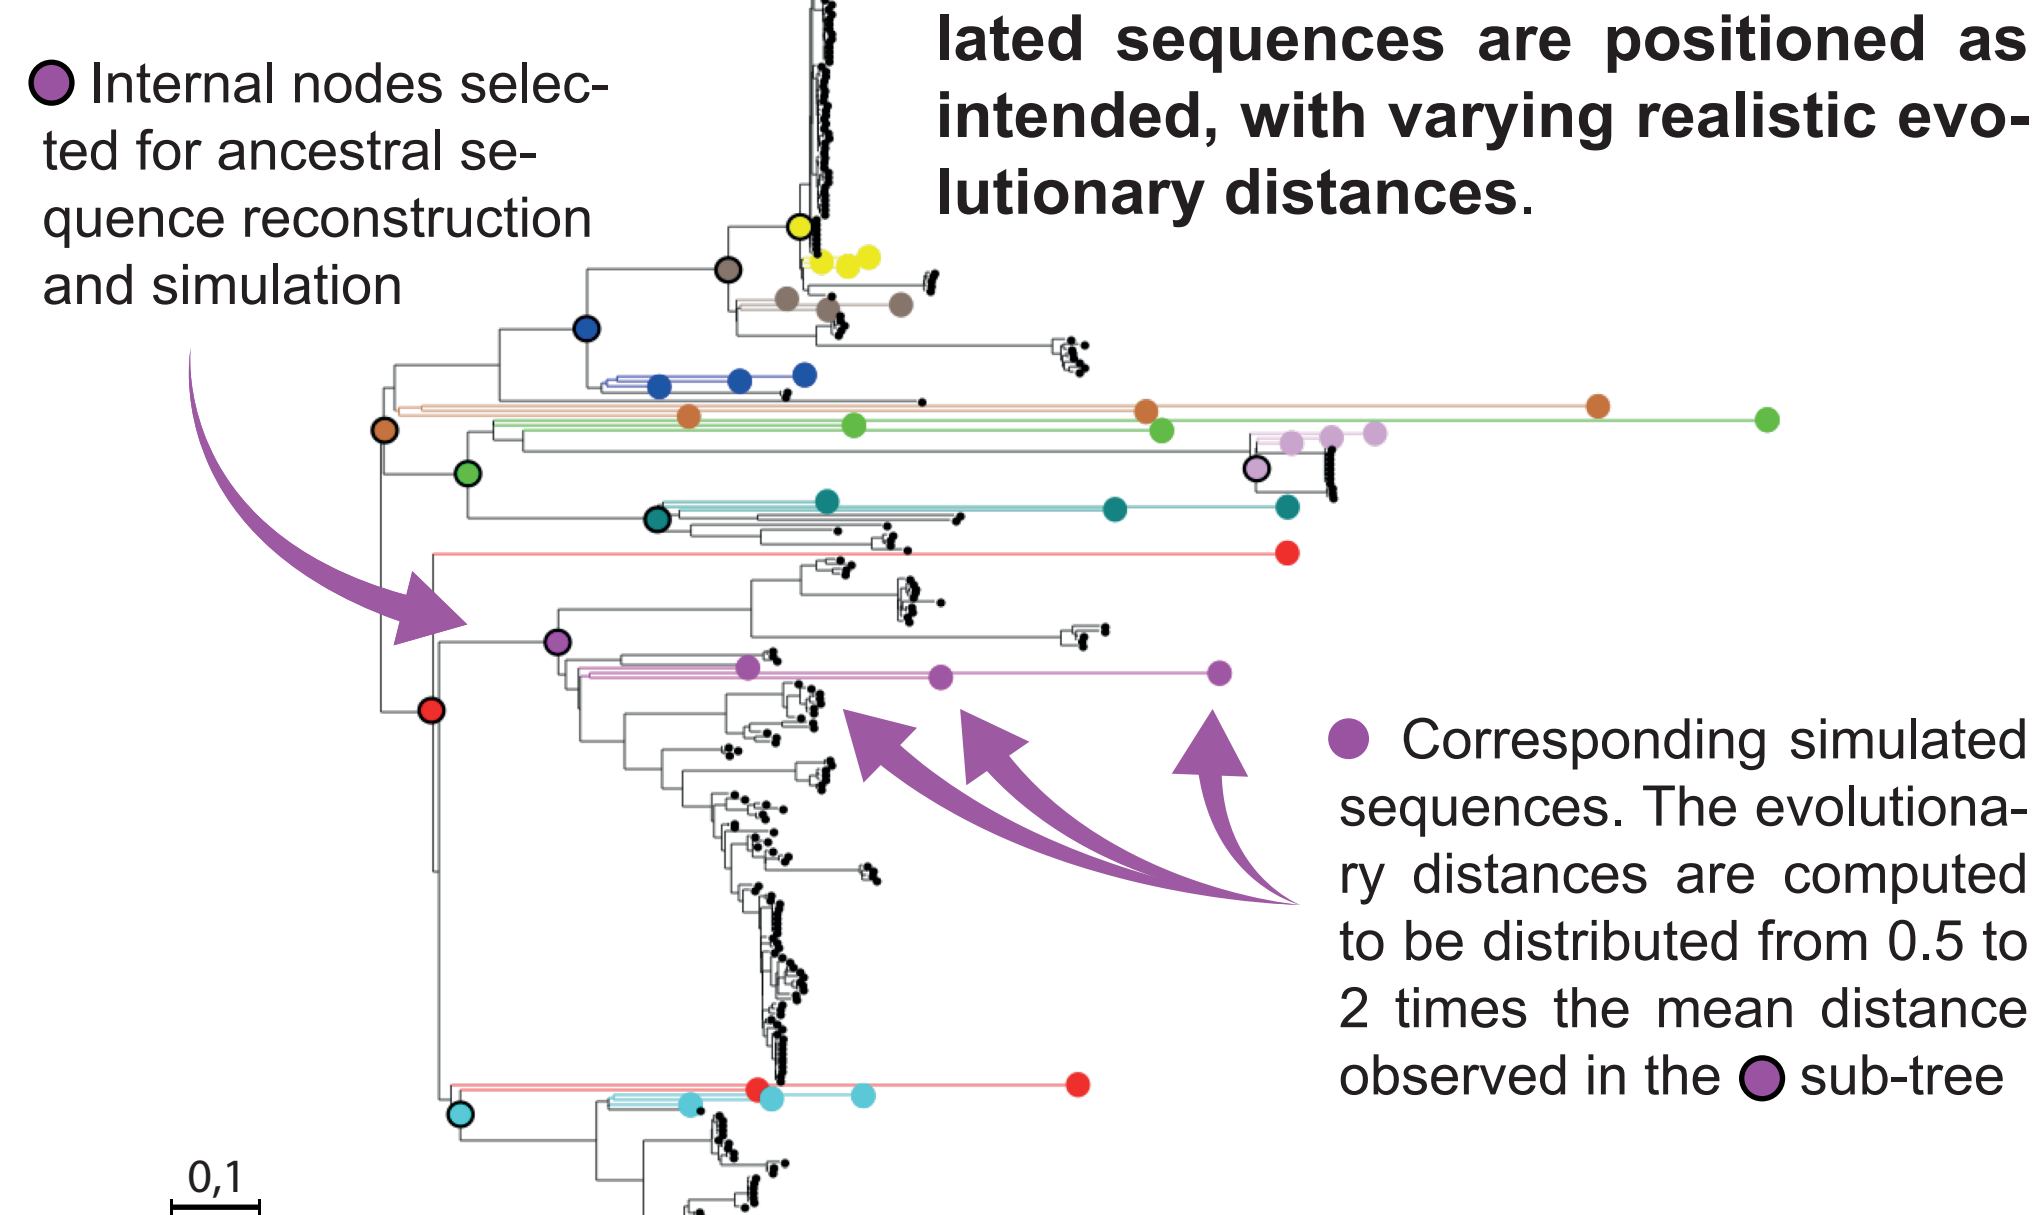 lated sequences are positioned as
intended, with varying realistic evo-
lutionary distances.
Internal nodes selec-
ted for ancestral se-
quence reconstruction
and simulation
Corresponding simulated
sequences. The evolutiona-
ry distances are computed
to be distributed from 0.5 to
2 times the mean distance
observed in the sub-tree
0,1